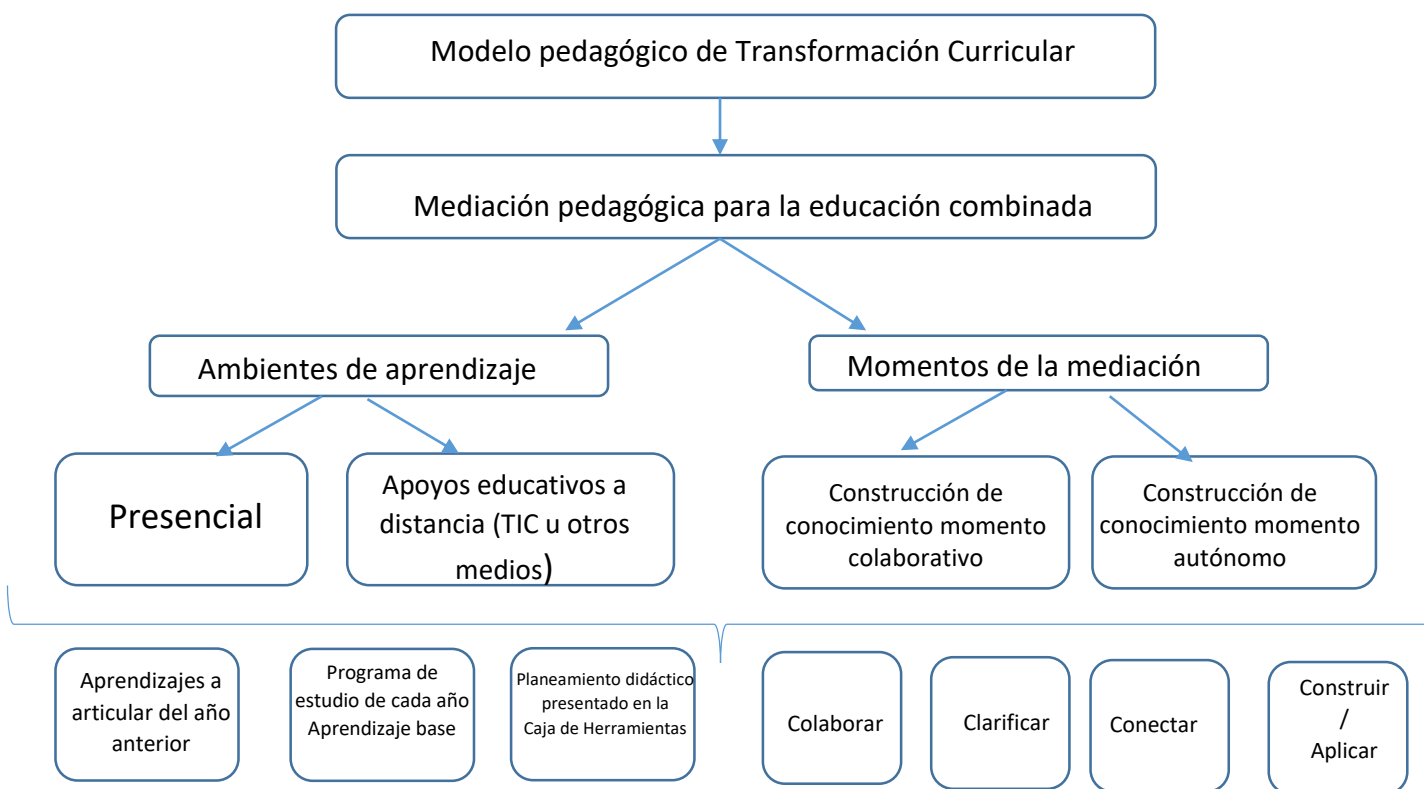 Modelo pedagógico de Transformación Curricular
Mediación pedagógica para la educación combinada
Ambientes de aprendizaje
Momentos de la mediación
Presencial
Apoyos educativos a
distancia (TIC u otros
medios)
Construcción de
conocimiento momento
colaborativo
Construcción de
conocimiento momento
autónomo
Aprendizajes a
articular del año
anterior
Programa de
estudio de cada año
Aprendizaje base
Planeamiento didáctico
presentado en la
Caja de Herramientas
Colaborar
Clarificar
Conectar
Construir
/
Aplicar